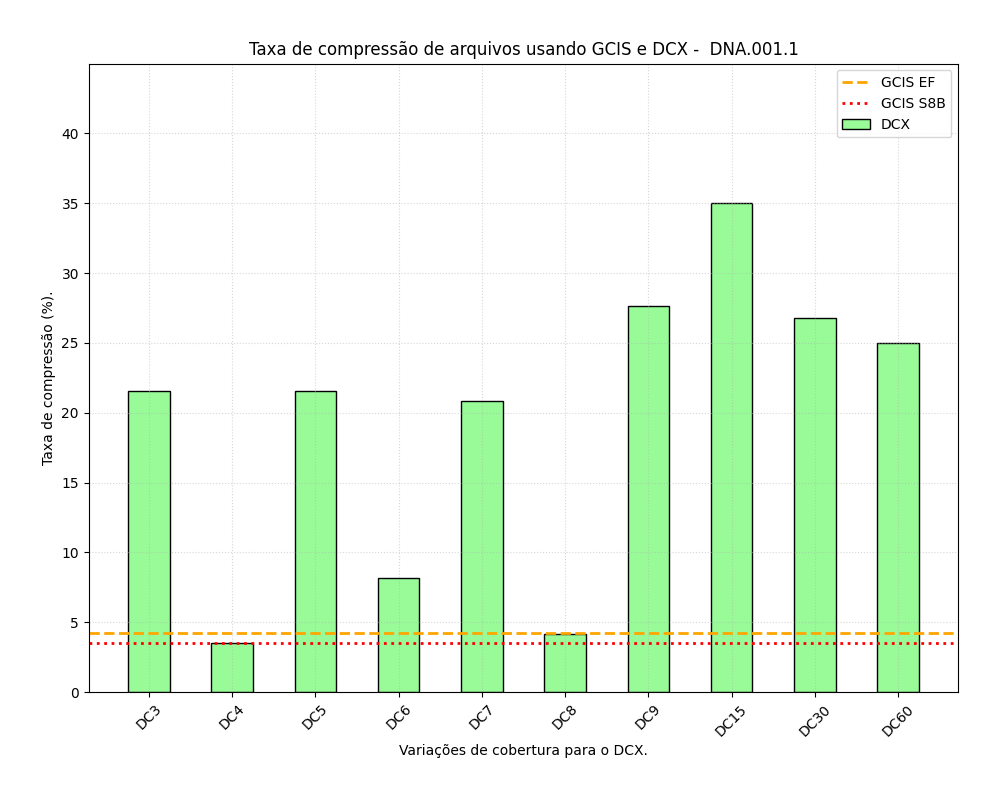 Taxa de compressão de arquivos usando GCIS e DCX -  DNA.001.1
GCIS EF
GCIS S8B
DCX
Taxa de compressão (%).
40
35
30
25
20
15
10
5
0
DC3
DC4
DC5
DC6
DC7
DC8
DC9
DC15
DC30
DC60
Variações de cobertura para o DCX.